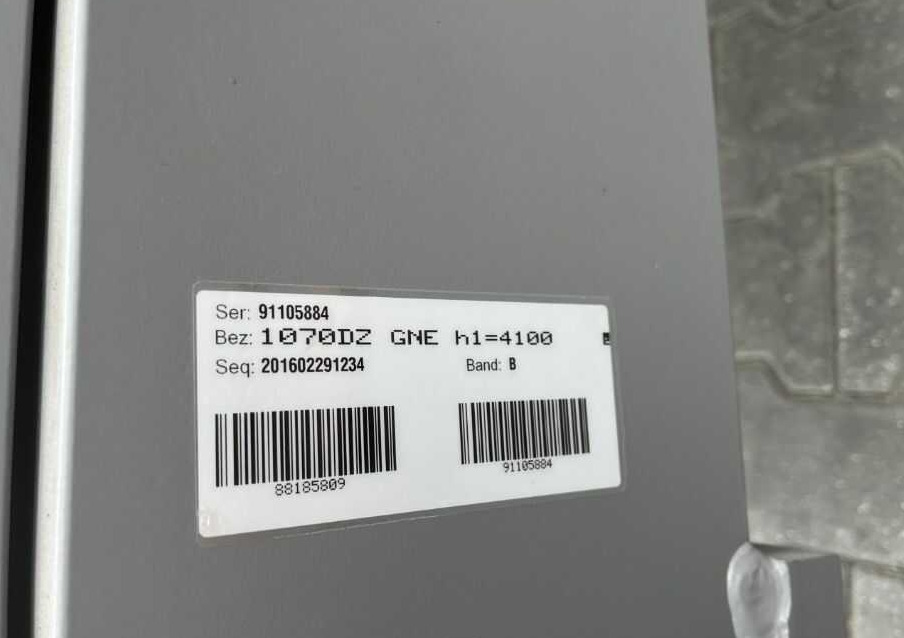 Ser: 91105884
Bez: 1070DZ GNE h1=4100
Seq: 201602291234 Band: B
88185809 91105884